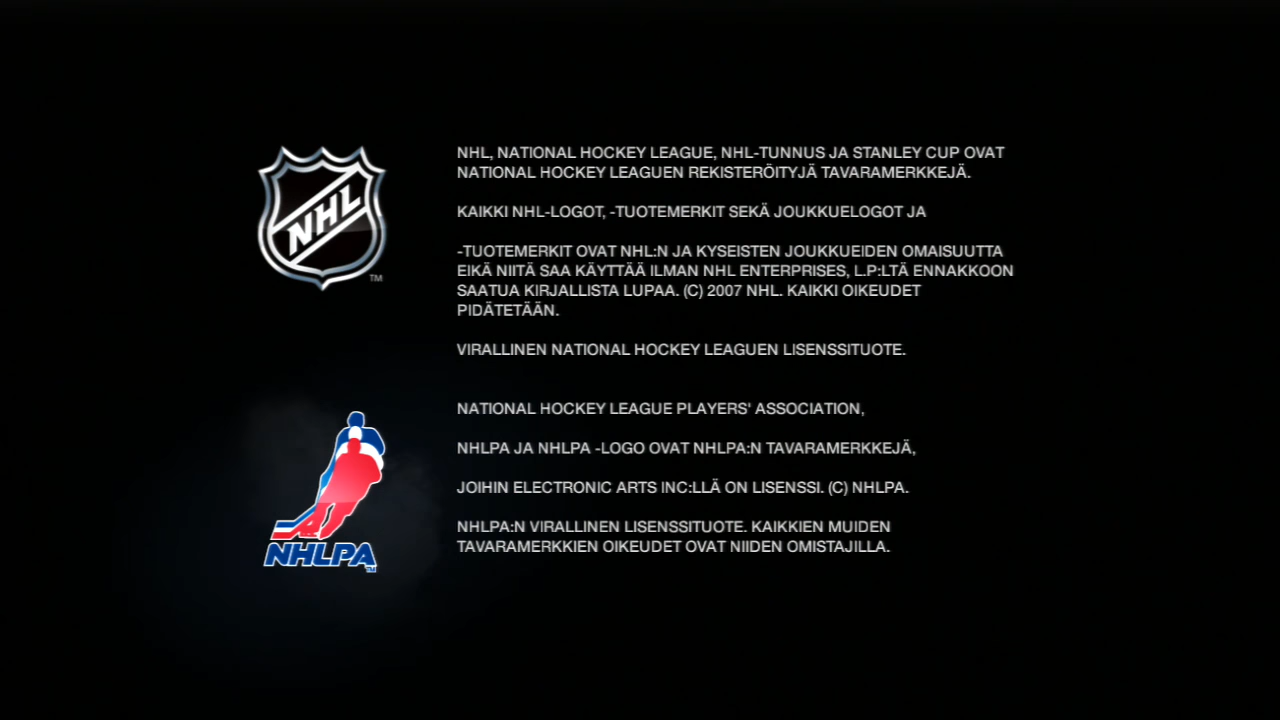 NHL
TM
NHL, NATIONAL HOCKEY LEAGUE, NHL-TUNNUS JA STANLEY CUP OVAT
NATIONAL HOCKEY LEAGUEN REKISTERÖITYJÄ TAVARAMERKKEJÄ.
KAIKKI NHL-LOGOT, -TUOTEMERKIT SEKÄ JOUKKUELOGOT JA
-TUOTEMERKIT OVAT NHL:N JA KYSEISTEN JOUKKUEIDEN OMAISUUTTA
EIKÄ NIITÄ SAA KÄYTTÄÄ ILMAN NHL ENTERPRISES, L.P:LTÄ ENNAKKOON
SAATUA KIRJALLISTA LUPAA. (C) 2007 NHL. KAIKKI OIKEUDET
PIDÄTETÄÄN.
VIRALLINEN NATIONAL HOCKEY LEAGUEN LISENSSITUOTE.
NHLPA
TM
NATIONAL HOCKEY LEAGUE PLAYERS' ASSOCIATION,
NHLPA JA NHLPA -LOGO OVAT NHLPA:N TAVARAMERKKEJÄ,
JOIHIN ELECTRONIC ARTS INC:LLÄ ON LISENSSI. (C) NHLPA.
NHLPA:N VIRALLINEN LISENSSITUOTE. KAIKKIEN MUIDEN
TAVARAMERKKIEN OIKEUDET OVAT NIIDEN OMISTAJILLA.